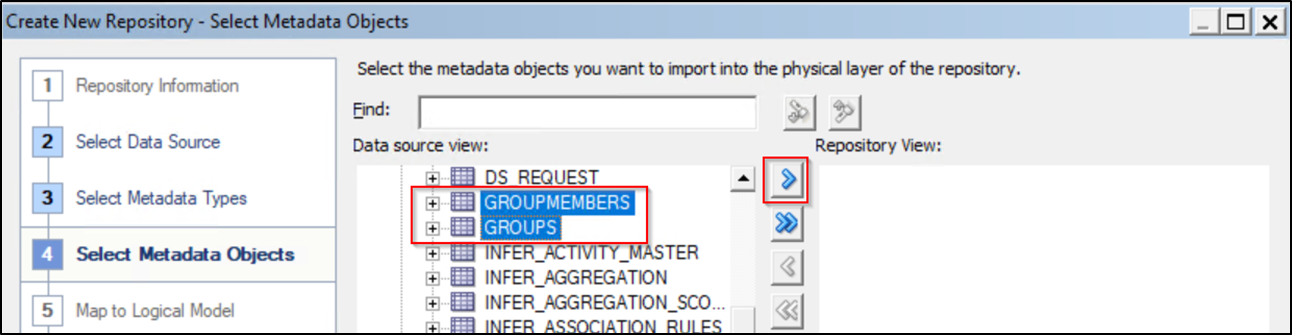 Create New Repository - Select Metadata Objects
1 Repository Information
2 Select Data Source
3 Select Metadata Types
4 Select Metadata Objects
5 Map to Logical Model
Select the metadata objects you want to import into the physical layer of the repository.
Find:
Data source view:
DS_REQUEST
GROUPMEMBERS
GROUPS
INFER_ACTIVITY_MASTER
INFER_AGGREGATION
INFER_AGGREGATION_SCO...
INFER_ASSOCIATION_RULES
Repository View: